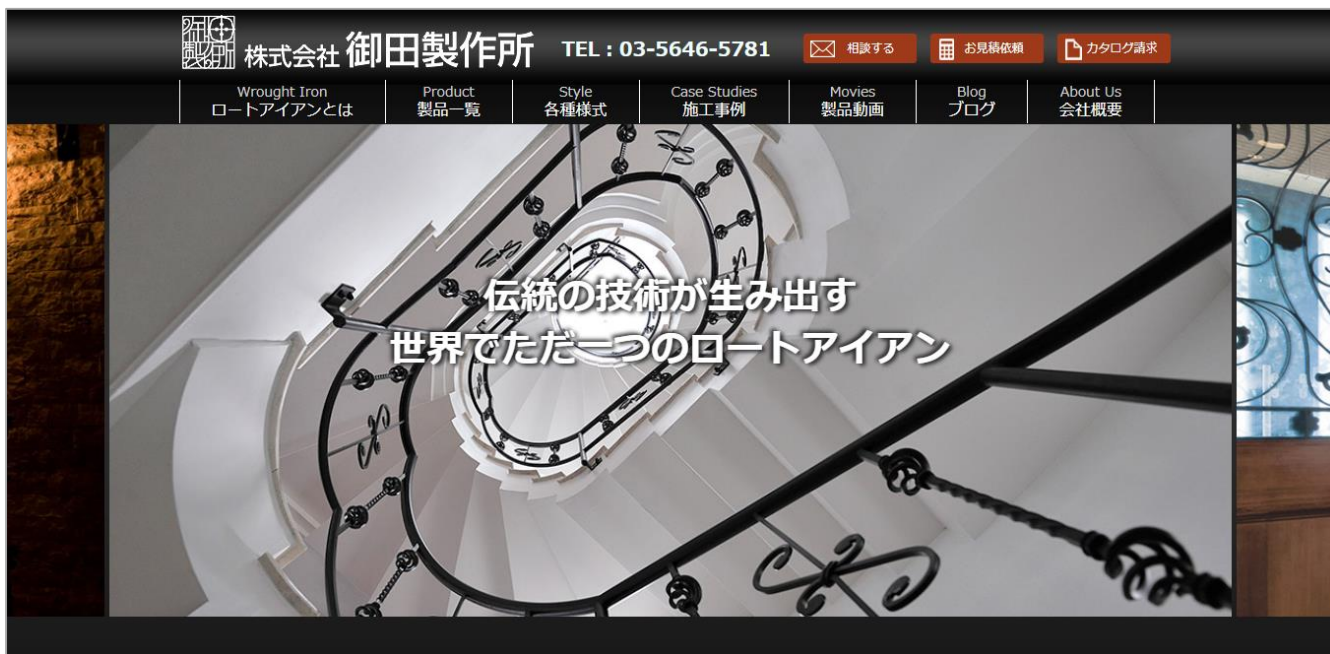 御田製作所
株式会社 御田製作所
TEL : 03-5646-5781
相談する
お見積依頼
カタログ請求
Wrought Iron
ロートアイアンとは
Product
製品一覧
Style
各種様式
Case Studies
施工事例
Movies
製品動画
Blog
ブログ
About Us
会社概要
伝統の技術が生み出す
世界でただ一つのロートアイアン